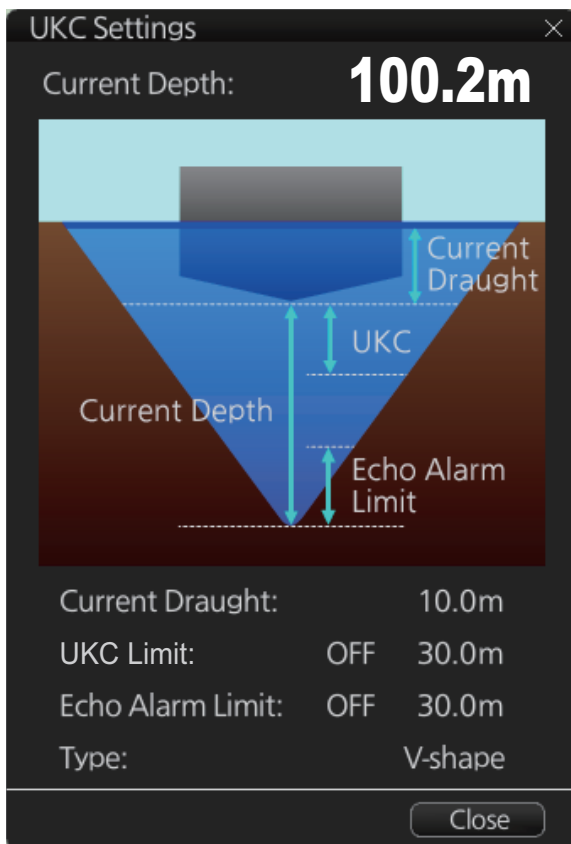 UKC Settings
Current Depth: 100.2m
Current
Draught
UKC
Current Depth
Echo Alarm
Limit
Current Draught: 10.0m
UKC Limit: OFF 30.0m
Echo Alarm Limit: OFF 30.0m
Type: V-shape
Close